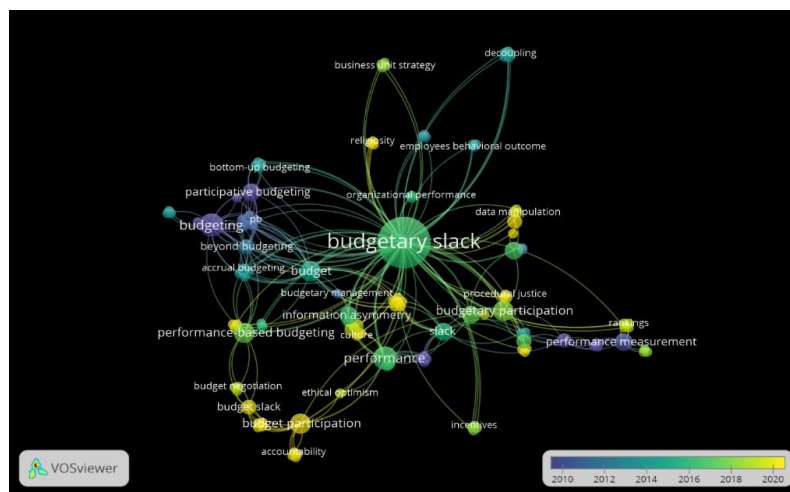 decoupling
business unit strategy
religiosity
employees behavioral outcome
bottom-up budgeting
participative budgeting
organizational performance
data manipulation
pb
budgeting
budgetary slack
beyond budgeting
accrual budgeting
budget
budgetary management
procedural justice
information asymmetry
budgetary participation
rankings
performance-based budgeting
culture
slack
performance measurement
performance
budget negotiation
ethical optimism
budget slack
budget participation
incentives
accountability
VOSviewer
2010 2012 2014 2016 2018 2020